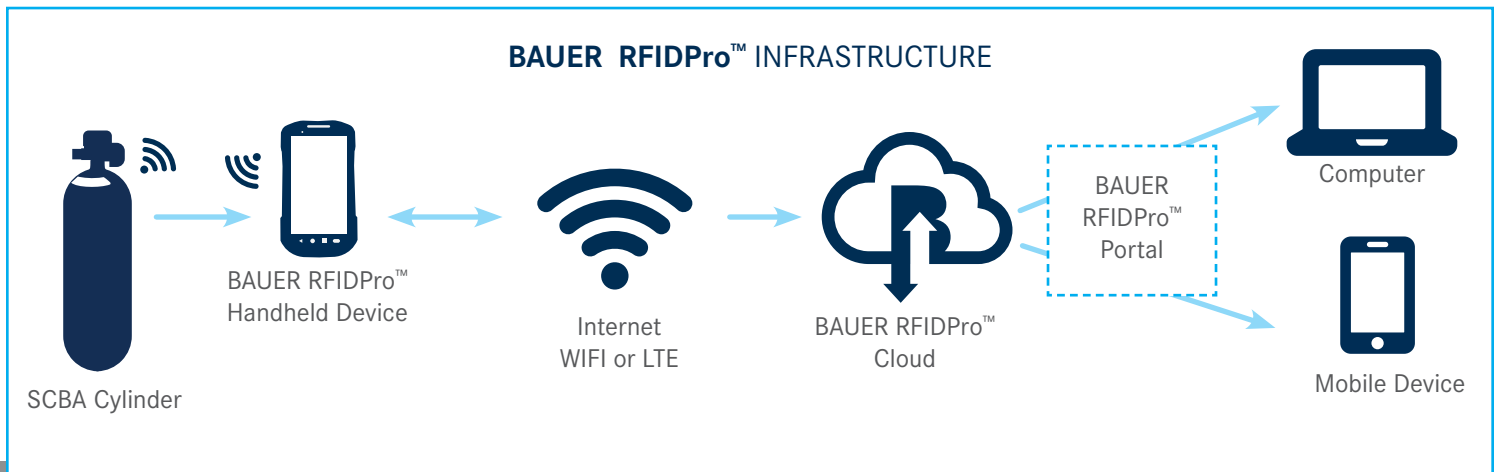 BAUER RFIDPro™ INFRASTRUCTURE
SCBA Cylinder
BAUER RFIDPro™
Handheld Device
Internet
WIFI or LTE
B
BAUER RFIDPro™
Cloud
BAUER
RFIDPro™
Portal
Computer
Mobile Device